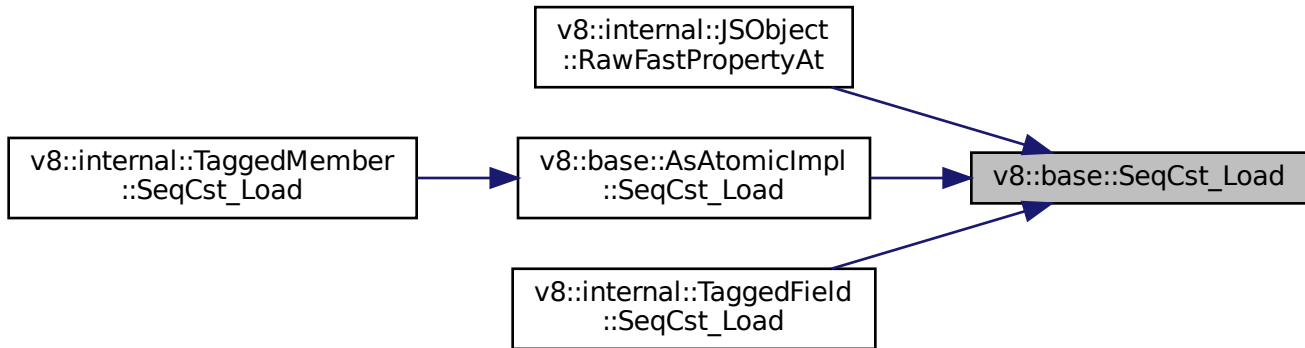 v8::internal::JSObject
::RawFastPropertyAt
v8::internal::TaggedMember
::SeqCst_Load
v8::base::AsAtomicImpl
::SeqCst_Load
v8::base::SeqCst_Load
v8::internal::TaggedField
::SeqCst_Load